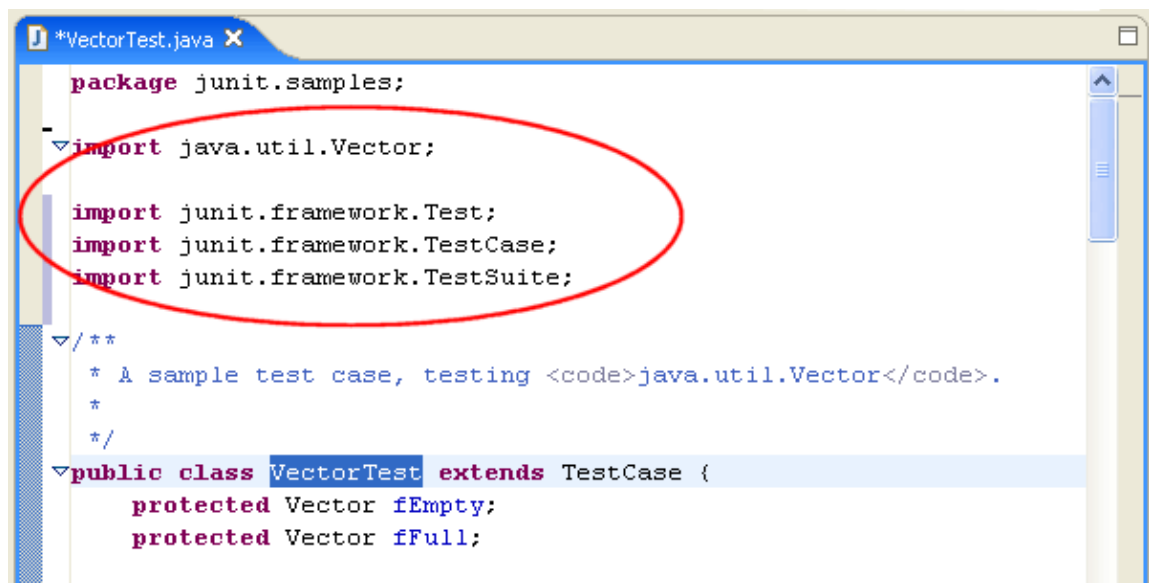 *VectorTest.java
package junit.samples;
import java.util.Vector;
import junit.framework.Test;
import junit.framework.TestCase;
import junit.framework.TestSuite;
/**
* A sample test case, testing <code>java.util.Vector</code>.
*
*/
public class VectorTest extends TestCase {
protected Vector fEmpty;
protected Vector fFull;